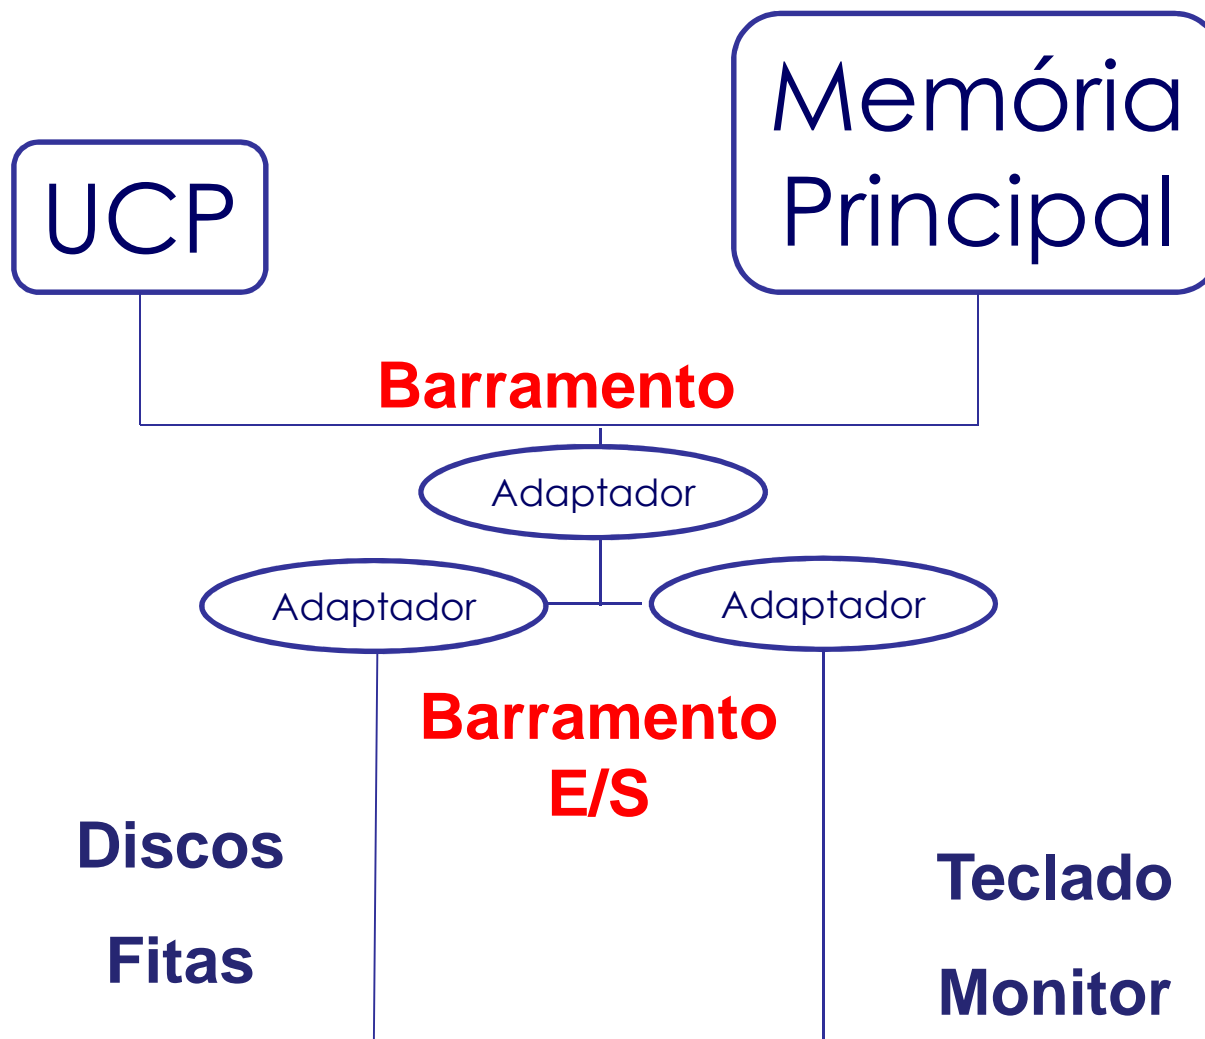 UCP
Memória
Principal
Barramento
Adaptador
Adaptador
Adaptador
Barramento
E/S
Discos
Fitas
Teclado
Monitor